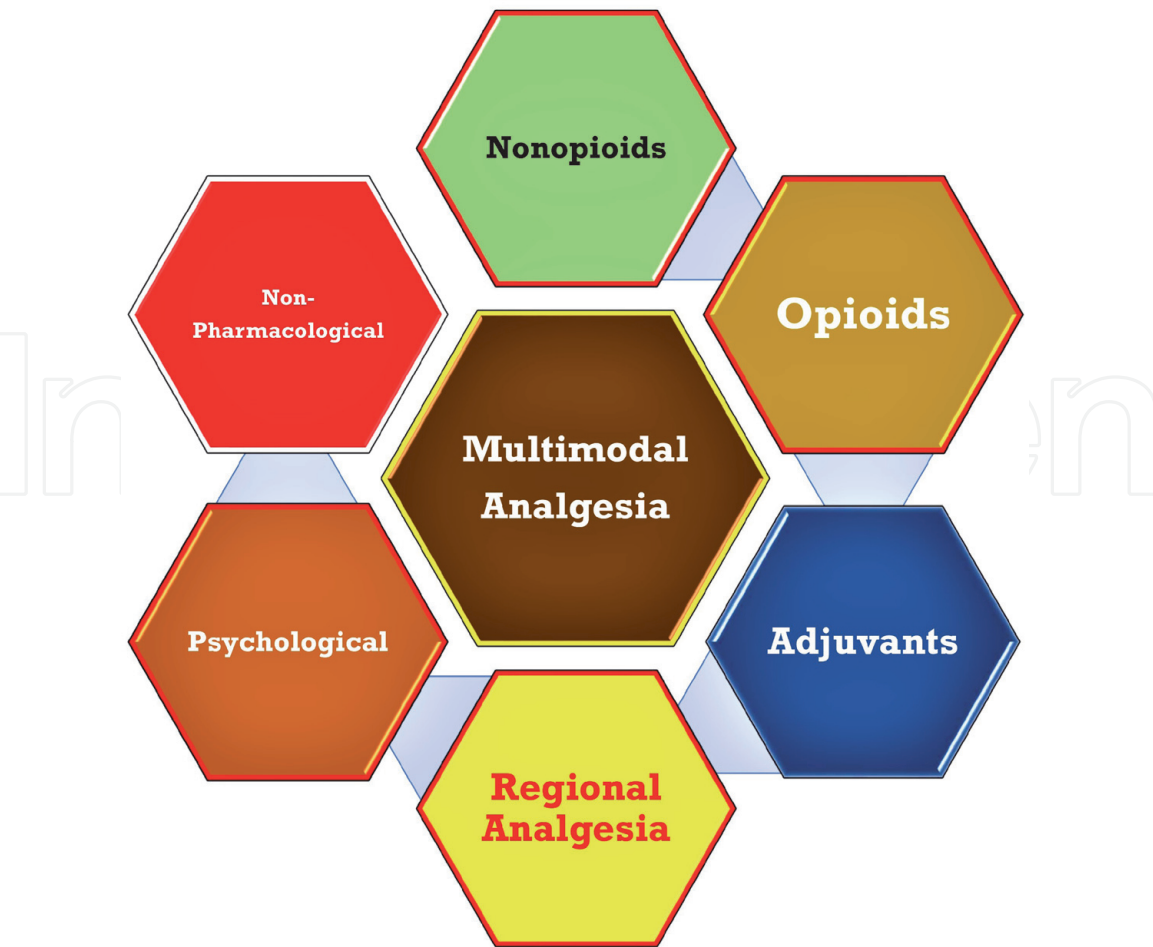 Nonopioids
Opioids
Non-
Pharmacological
Multimodal
Analgesia
Adjuvants
Psychological
Regional
Analgesia